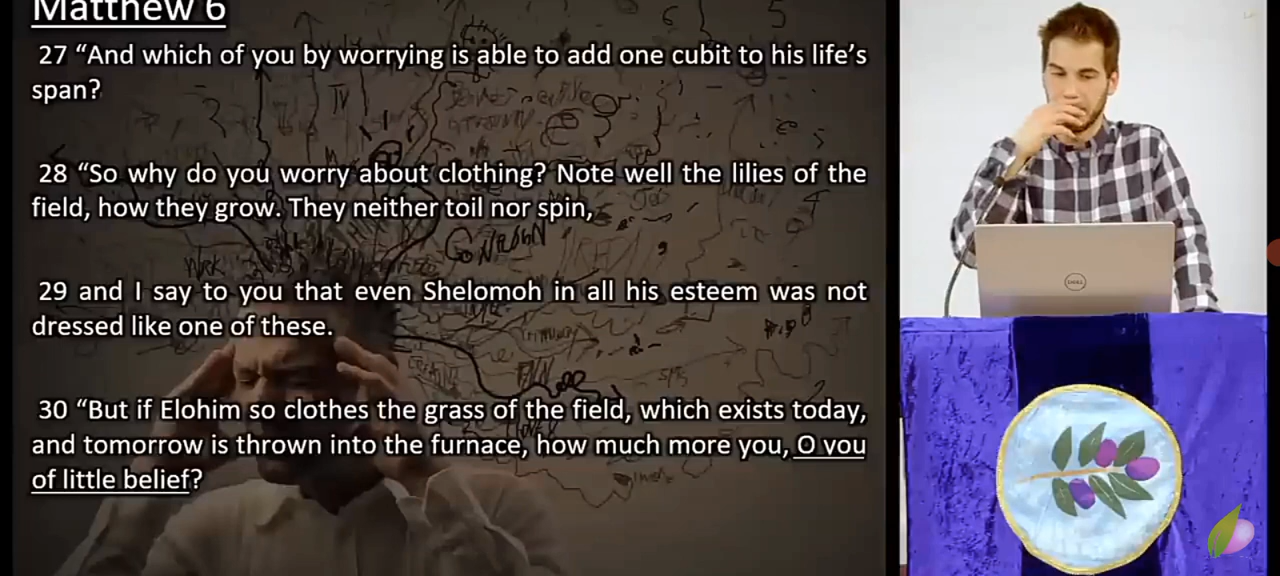 Matthew 6
27 “And which of you by worrying is able to add one cubit to his life’s
span?
28 “So why do you worry about clothing? Note well the lilies of the
field, how they grow. They neither toil nor spin,
29 and I say to you that even Shelomoh in all his esteem was not
dressed like one of these.
30 “But if Elohim so clothes the grass of the field, which exists today,
and tomorrow is thrown into the furnace, how much more you, O you
of little belief?
DELL